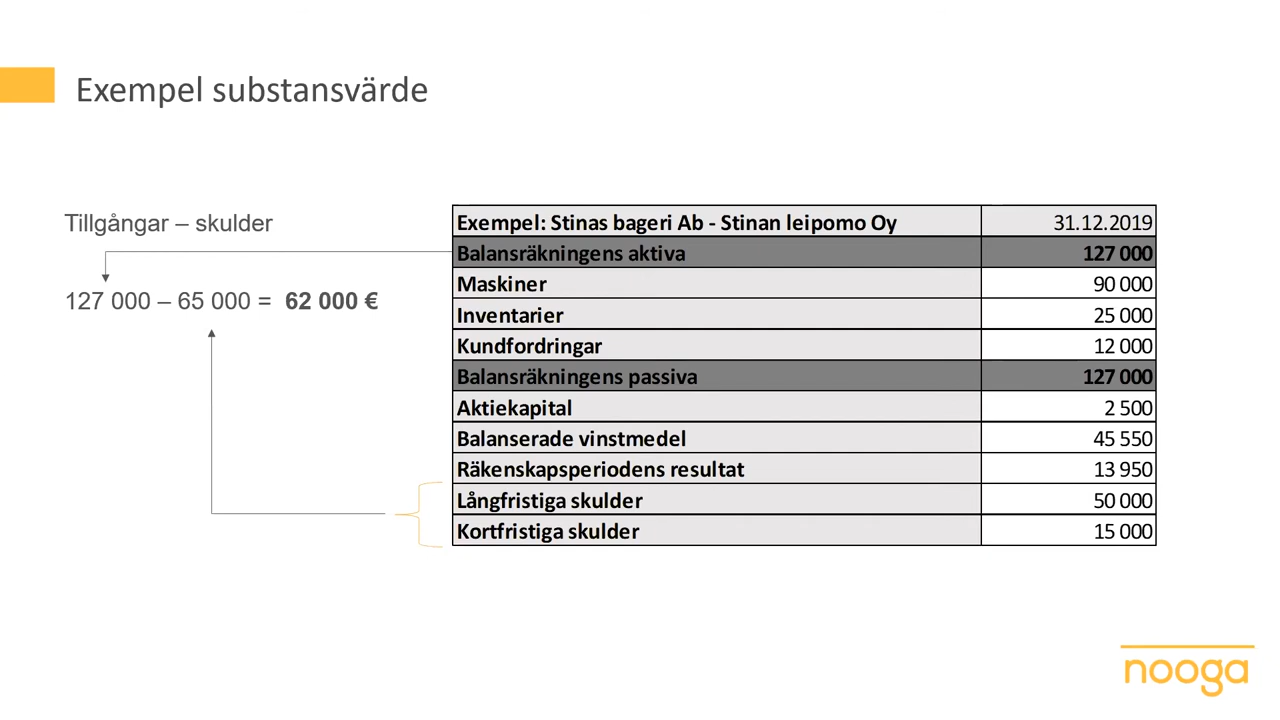 Exempel substansvärde
Tillgångar – skulder
127 000 – 65 000 = 62 000 €
Exempel: Stinas bageri Ab - Stinan leipomo Oy 31.12.2019
Balansräkningens aktiva 127 000
Maskiner 90 000
Inventarier 25 000
Kundfordringar 12 000
Balansräkningens passiva 127 000
Aktiekapital 2 500
Balanserade vinstmedel 45 550
Räkenskapsperiodens resultat 13 950
Långfristiga skulder 50 000
Kortfristiga skulder 15 000
nooga